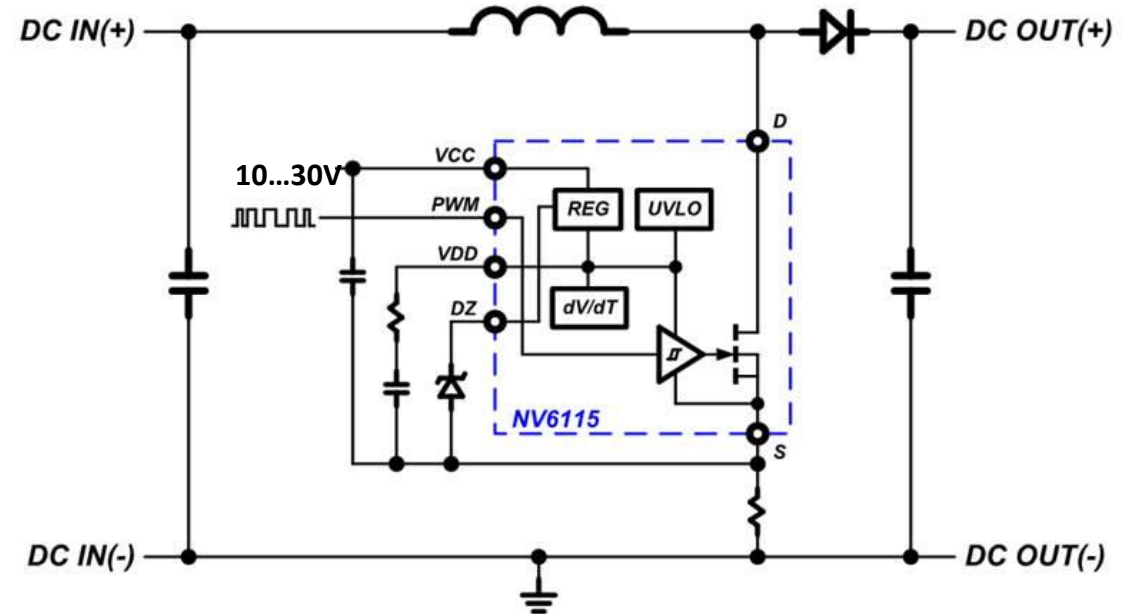 DC IN(+)
DC OUT(+)
D
VCC
10...30V
PWM
REG
UVLO
VDD
dV/dT
DZ
NV6115
S
DC IN(-)
DC OUT(-)